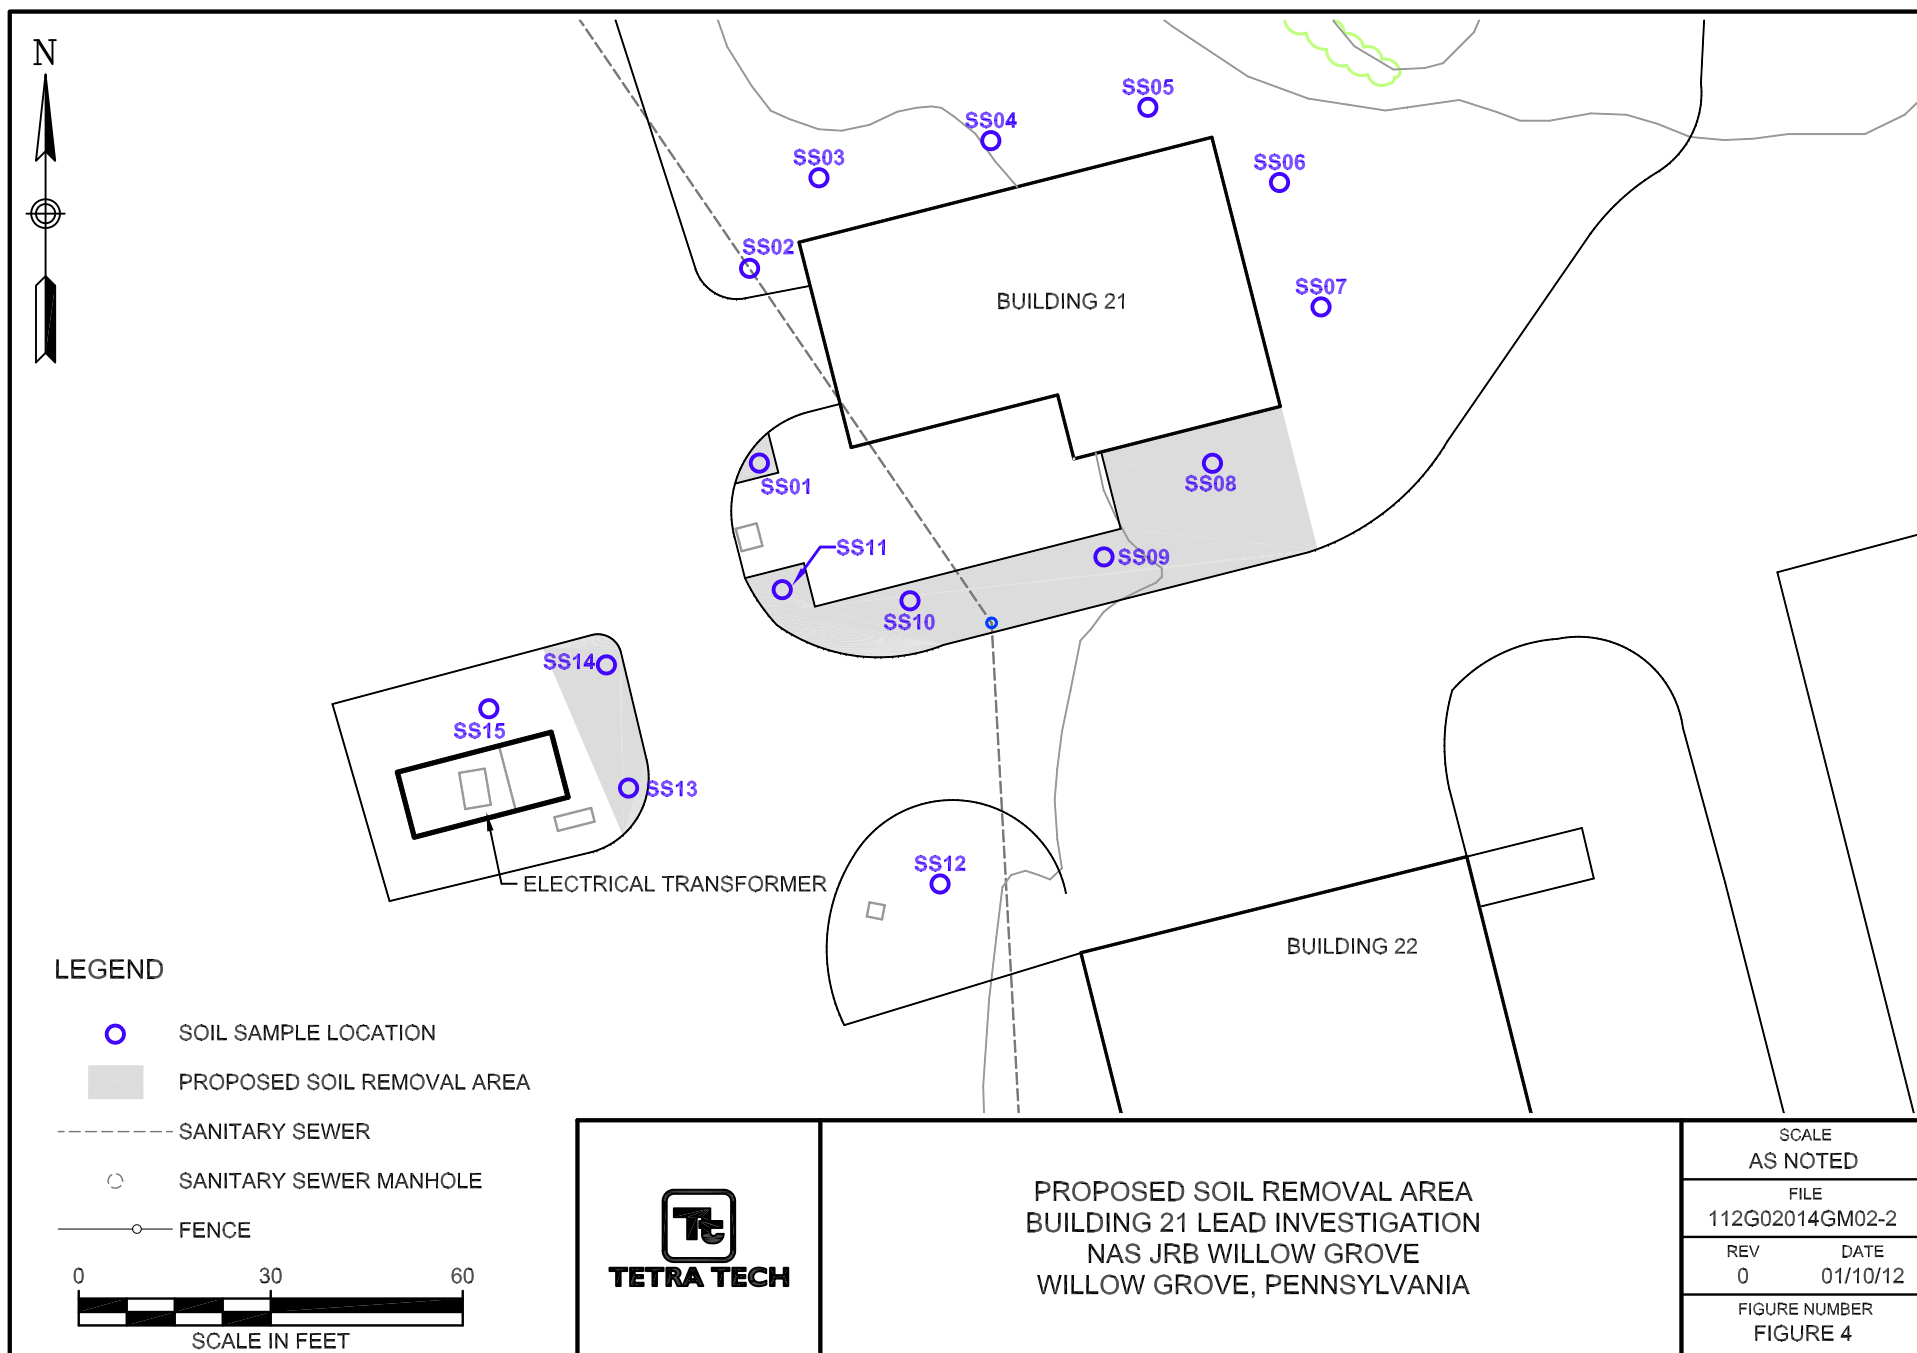 N
SS05
SS04
SS03
SS06
SS02
BUILDING 21
SS07
SS01
SS08
SS11
SS09
SS10
SS14
SS15
SS13
SS12
ELECTRICAL TRANSFORMER
BUILDING 22
LEGEND
SOIL SAMPLE LOCATION
PROPOSED SOIL REMOVAL AREA
SANITARY SEWER
SANITARY SEWER MANHOLE
FENCE
0 30 60
SCALE IN FEET
Tt
TETRA TECH
PROPOSED SOIL REMOVAL AREA
BUILDING 21 LEAD INVESTIGATION
NAS JRB WILLOW GROVE
WILLOW GROVE, PENNSYLVANIA
SCALE
AS NOTED
FILE
112G02014GM02-2
REV DATE
0 01/10/12
FIGURE NUMBER
FIGURE 4